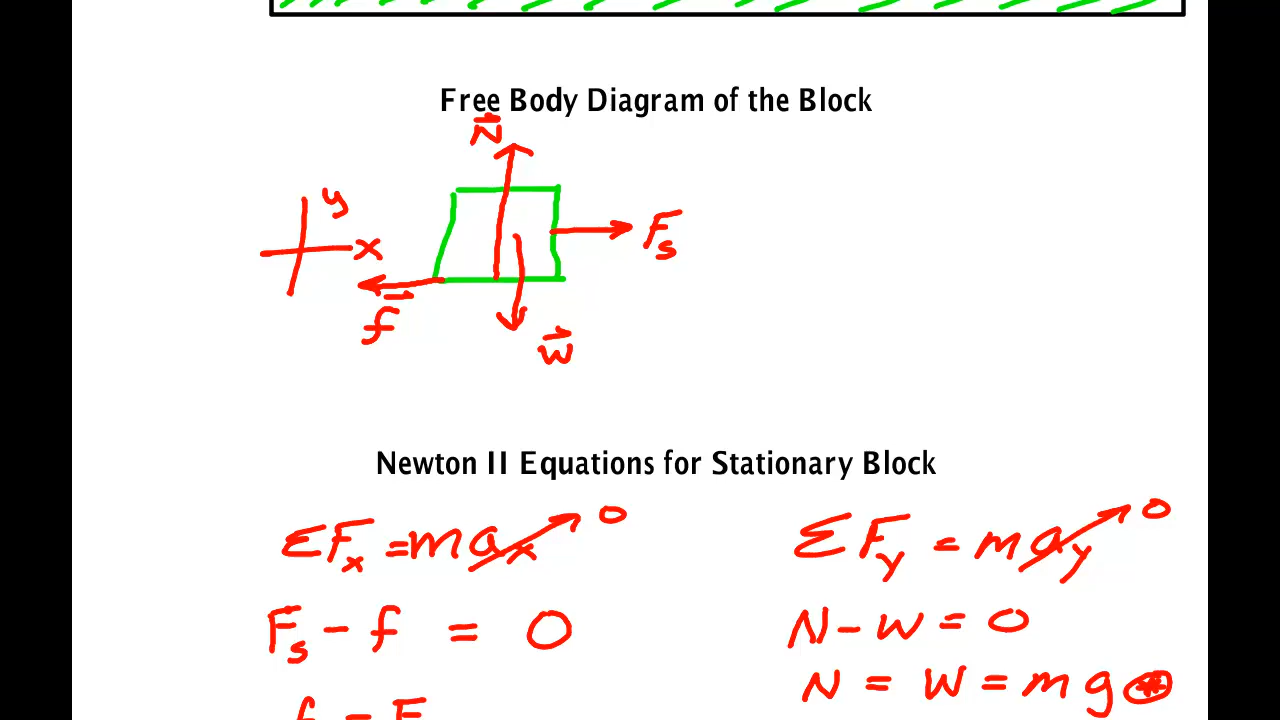 Free Body Diagram of the Block
N
y
x
Fs
f
W
Newton II Equations for Stationary Block
ΣFx = max 0
ΣFy = may 0
Fs - f = 0
N - W = 0
N = W = mg
f = F